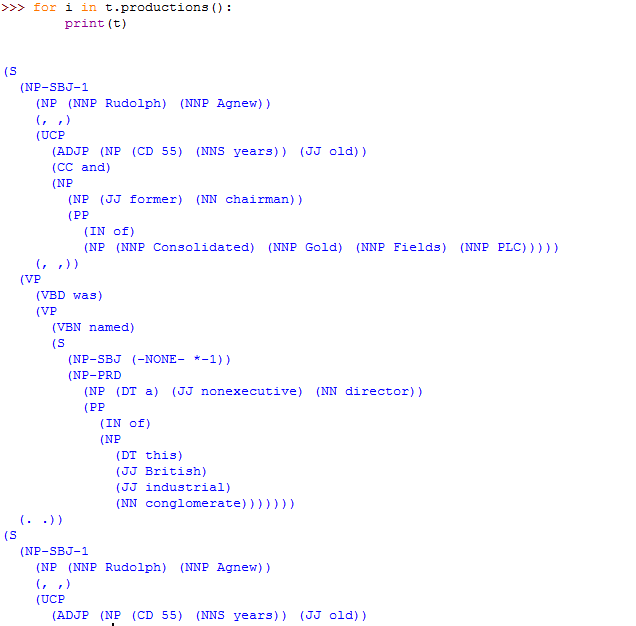 >>> for i in t.productions():
        print(t)
(S
  (NP-SBJ-1
    (NP (NNP Rudolph) (NNP Agnew))
    (, ,)
    (UCP
      (ADJP (NP (CD 55) (NNS years)) (JJ old))
      (CC and)
      (NP
        (NP (JJ former) (NN chairman))
        (PP
          (IN of)
          (NP (NNP Consolidated) (NNP Gold) (NNP Fields) (NNP PLC)))))
    (, ,))
  (VP
    (VBD was)
    (VP
      (VBN named)
      (S
        (NP-SBJ (-NONE- *-1))
        (NP-PRD
          (NP (DT a) (JJ nonexecutive) (NN director))
          (PP
            (IN of)
            (NP
              (DT this)
              (JJ British)
              (JJ industrial)
              (NN conglomerate)))))))
  (. .))
(S
  (NP-SBJ-1
    (NP (NNP Rudolph) (NNP Agnew))
    (, ,)
    (UCP
      (ADJP (NP (CD 55) (NNS years)) (JJ old))